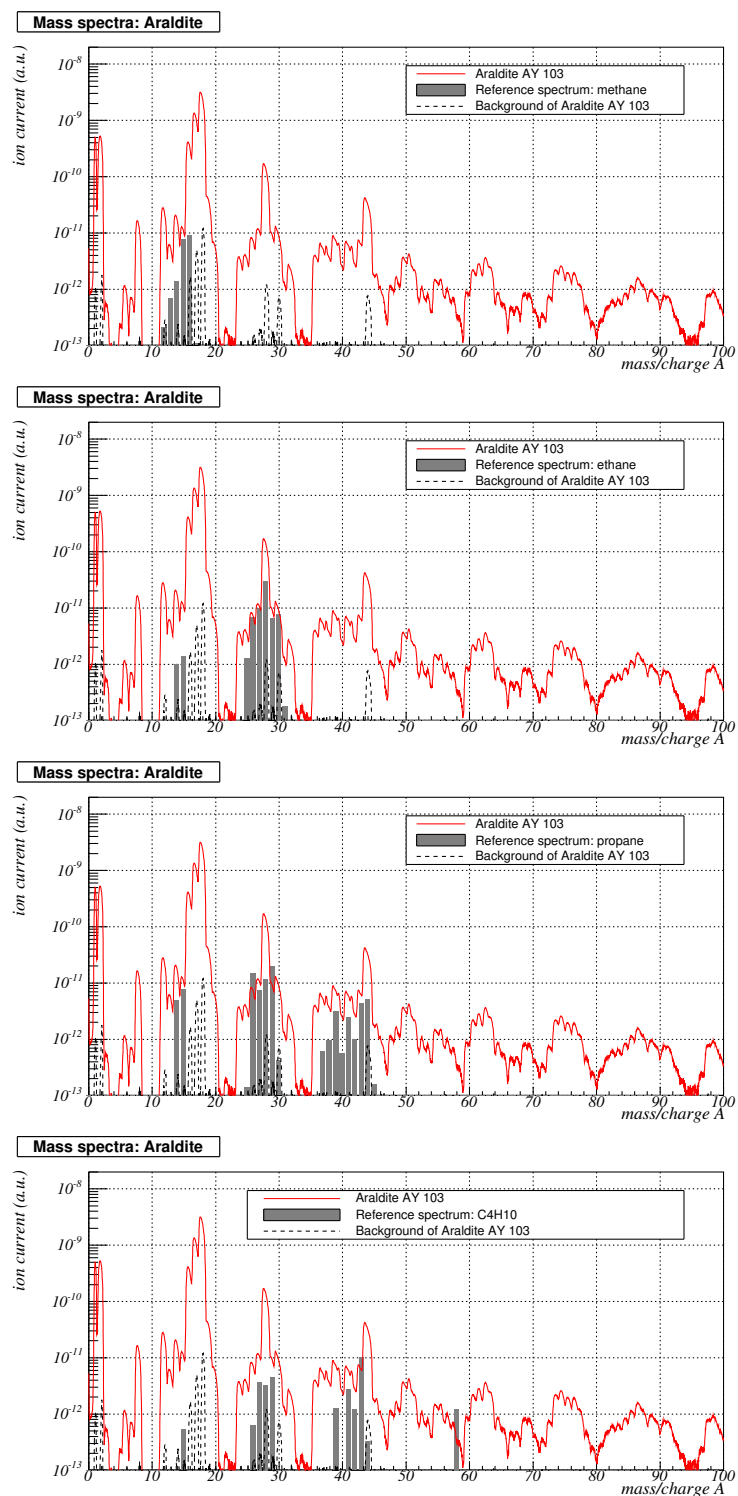 Mass spectra: Araldite
ion current (a.u.)
Araldite AY 103
Reference spectrum: methane
Background of Araldite AY 103
10^-8
10^-9
10^-10
10^-11
10^-12
10^-13
0 10 20 30 40 50 60 70 80 90 100
mass/charge A
Mass spectra: Araldite
ion current (a.u.)
Araldite AY 103
Reference spectrum: ethane
Background of Araldite AY 103
10^-8
10^-9
10^-10
10^-11
10^-12
10^-13
0 10 20 30 40 50 60 70 80 90 100
mass/charge A
Mass spectra: Araldite
ion current (a.u.)
Araldite AY 103
Reference spectrum: propane
Background of Araldite AY 103
10^-8
10^-9
10^-10
10^-11
10^-12
10^-13
0 10 20 30 40 50 60 70 80 90 100
mass/charge A
Mass spectra: Araldite
ion current (a.u.)
Araldite AY 103
Reference spectrum: C4H10
Background of Araldite AY 103
10^-8
10^-9
10^-10
10^-11
10^-12
10^-13
0 10 20 30 40 50 60 70 80 90 100
mass/charge A